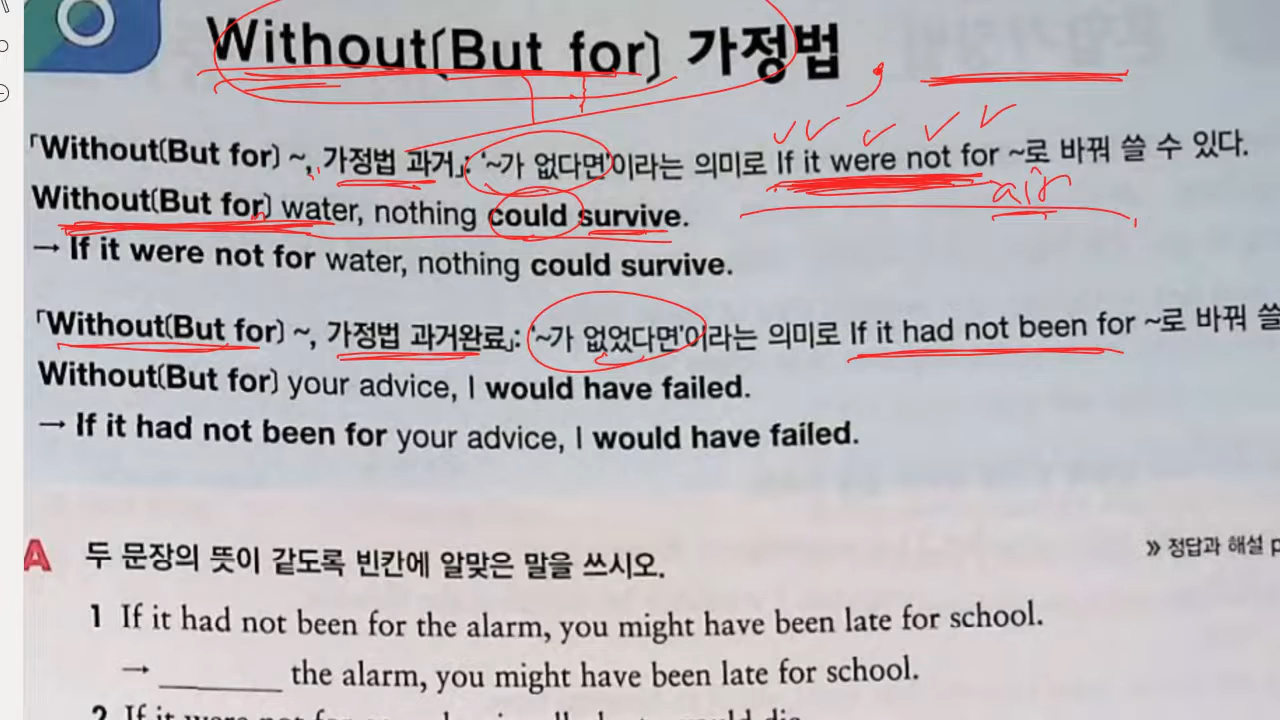 Without(But for) 가정법
「Without(But for) ~, 가정법 과거」: '~가 없다면'이라는 의미로 If it were not for ~로 바꿔 쓸 수 있다.
air
Without(But for) water, nothing could survive.
→ If it were not for water, nothing could survive.
「Without(But for) ~, 가정법 과거완료」: '~가 없었다면'이라는 의미로 If it had not been for ~로 바꿔 쓸
Without(But for) your advice, I would have failed.
→ If it had not been for your advice, I would have failed.
A 두 문장의 뜻이 같도록 빈칸에 알맞은 말을 쓰시오.
» 정답과 해설 p
1 If it had not been for the alarm, you might have been late for school.
→ ________ the alarm, you might have been late for school.
2 If it were not for